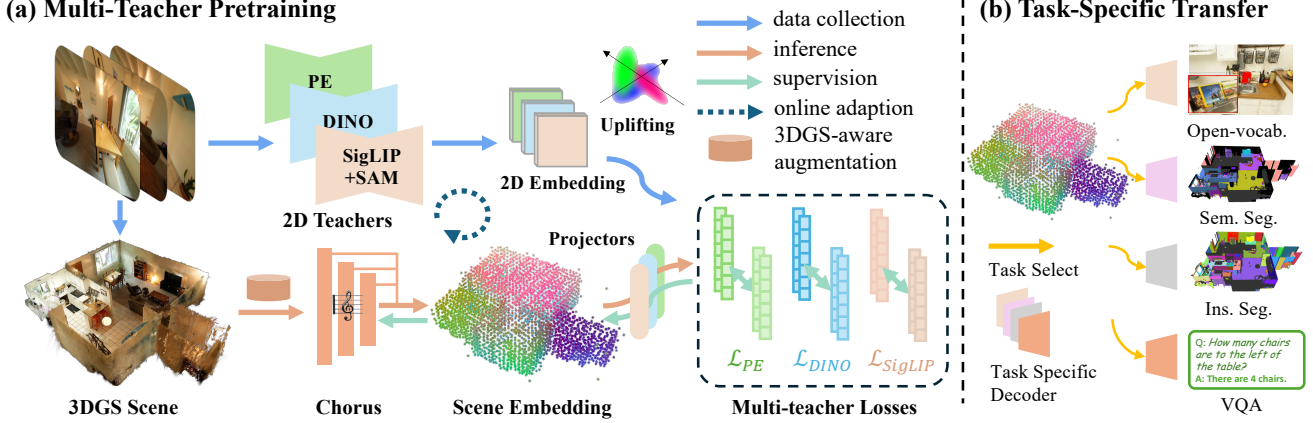 (a) Multi-Teacher Pretraining
PE
DINO
SigLIP
+SAM
2D Teachers
2D Embedding
Uplifting
data collection
inference
supervision
online adaption
3DGS-aware
augmentation
Projectors
L_PE
L_DINO
L_SigLIP
3DGS Scene
Chorus
Scene Embedding
Multi-teacher Losses
(b) Task-Specific Transfer
Open-vocab.
Sem. Seg.
Task Select
Ins. Seg.
Task Specific
Decoder
Q: How many chairs
are to the left of
the table?
A: There are 4 chairs.
VQA